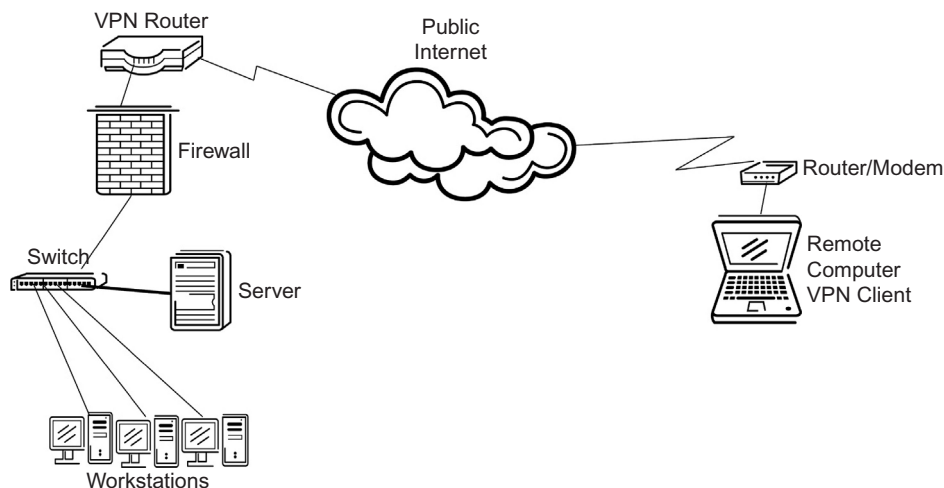 VPN Router
Public
Internet
Firewall
Router/Modem
Switch
Server
Remote
Computer
VPN Client
Workstations